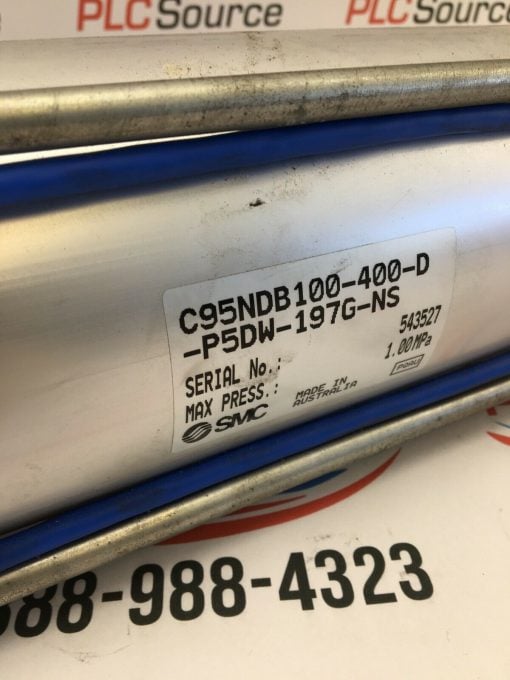 PLCSource
PLCSource
C95NDB100-400-D
-P5DW-197G-NS
SERIAL No.: 543527
MAX PRESS.: 1.00MPa
SMC MADE IN
AUSTRALIA
88-988-4323